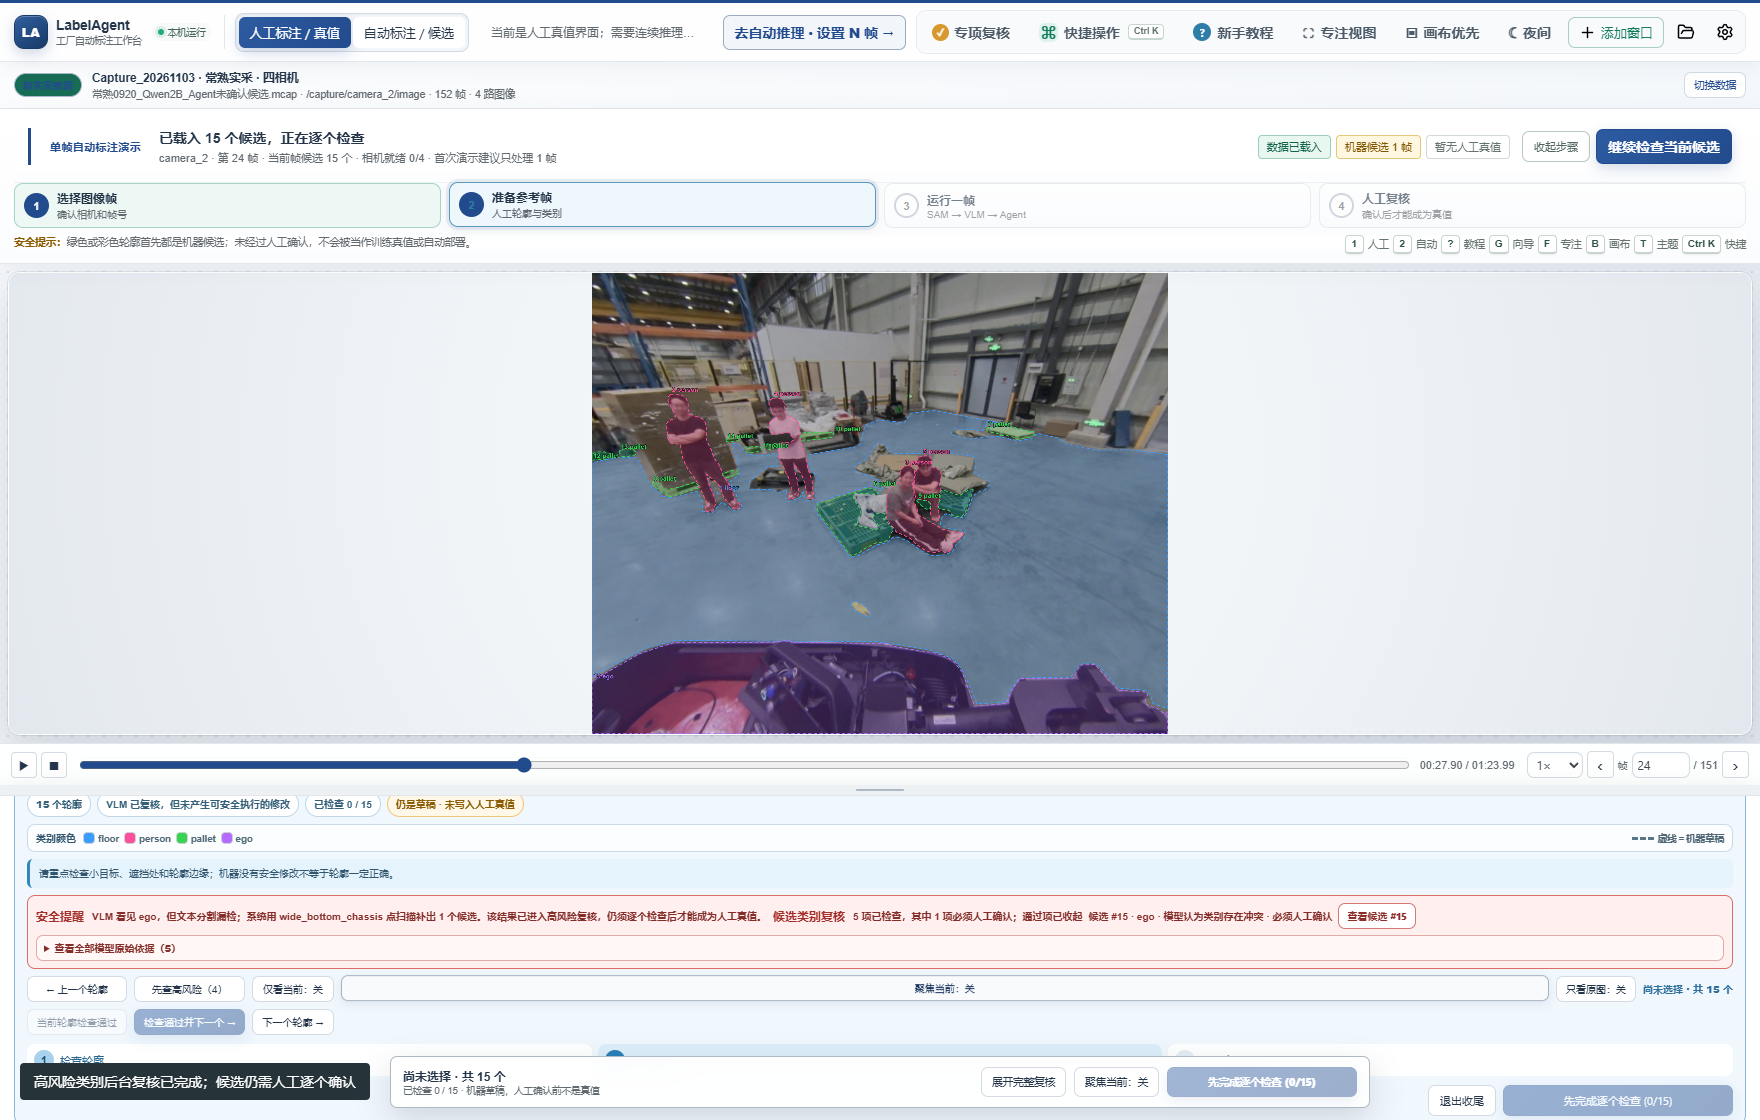 LA
LabelAgent
工厂自动标注工作台
本机运行
人工标注 / 真值
自动标注 / 候选
当前是人工真值界面；需要连续推理...
去自动推理 · 设置 N 帧 →
专项复核
快捷操作 Ctrl K
? 新手教程
专注视图
画布优先
夜间
+ 添加窗口
Capture_20261103 · 常熟实采 · 四相机
常熟0920_Qwen2B_Agent未确认候选.mcap · /capture/camera_2/image · 152 帧 · 4 路图像
切换数据
单帧自动标注演示
已载入 15 个候选，正在逐个检查
camera_2 · 第 24 帧 · 当前帧候选 15 个 · 相机就绪 0/4 · 首次演示建议只处理 1 帧
数据已载入
机器候选 1 帧
暂无人工真值
收起步骤
继续检查当前候选
1 选择图像帧
确认相机和帧号
2 准备参考帧
人工轮廓与类别
3 运行一帧
SAM → VLM → Agent
4 人工复核
确认后才能成为真值
安全提示：绿色或彩色轮廓首先都是机器候选；未经过人工确认，不会被当作训练真值或自动部署。
1 人工 2 自动 ? 教程 G 向导 F 专注 B 画布 T 主题 Ctrl K 快捷
00:27.90 / 01:23.99
1×
‹ 帧 24 / 151 ›
15 个轮廓
VLM 已复核，但未产生可安全执行的修改
已检查 0 / 15
仍是草稿 · 未写入人工真值
类别颜色 floor person pallet ego
虚线 = 机器草稿
请重点检查小目标、遮挡处和轮廓边缘；机器没有安全修改不等于轮廓一定正确。
安全提醒 VLM 看见 ego，但文本分割漏检；系统用 wide_bottom_chassis 点扫描补出 1 个候选。该结果已进入高风险复核，仍须逐个检查后才能成为人工真值。 候选类别复核 5 项已检查，其中 1 项必须人工确认；通过项已收起 候选 #15 · ego · 模型认为类别存在冲突 · 必须人工确认 查看候选 #15
▸ 查看全部模型原始依据（5）
← 上一个轮廓
先查高风险（4）
仅看当前：关
聚焦当前：关
只看原图：关
尚未选择 · 共 15 个
当前轮廓检查通过
检查通过并下一个 →
下一个轮廓 →
1 检查轮廓
高风险类别后台复核已完成；候选仍需人工逐个确认
尚未选择 · 共 15 个
已检查 0 / 15 · 机器草稿，人工确认前不是真值
展开完整复核
聚焦当前：关
先完成逐个检查 (0/15)
退出收尾
先完成逐个检查 (0/15)